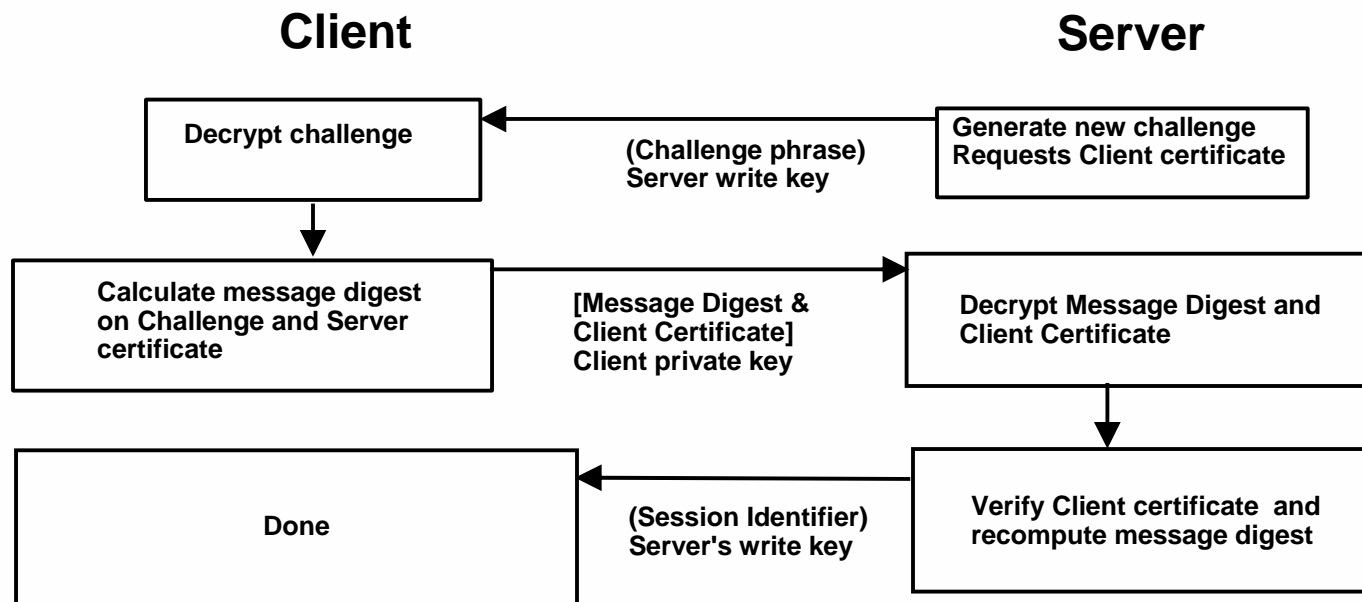 Client
Server
Decrypt challenge
(Challenge phrase)
Server write key
Generate new challenge
Requests Client certificate
Calculate message digest
on Challenge and Server
certificate
[Message Digest &
Client Certificate]
Client private key
Decrypt Message Digest and
Client Certificate
Done
(Session Identifier)
Server's write key
Verify Client certificate and
recompute message digest